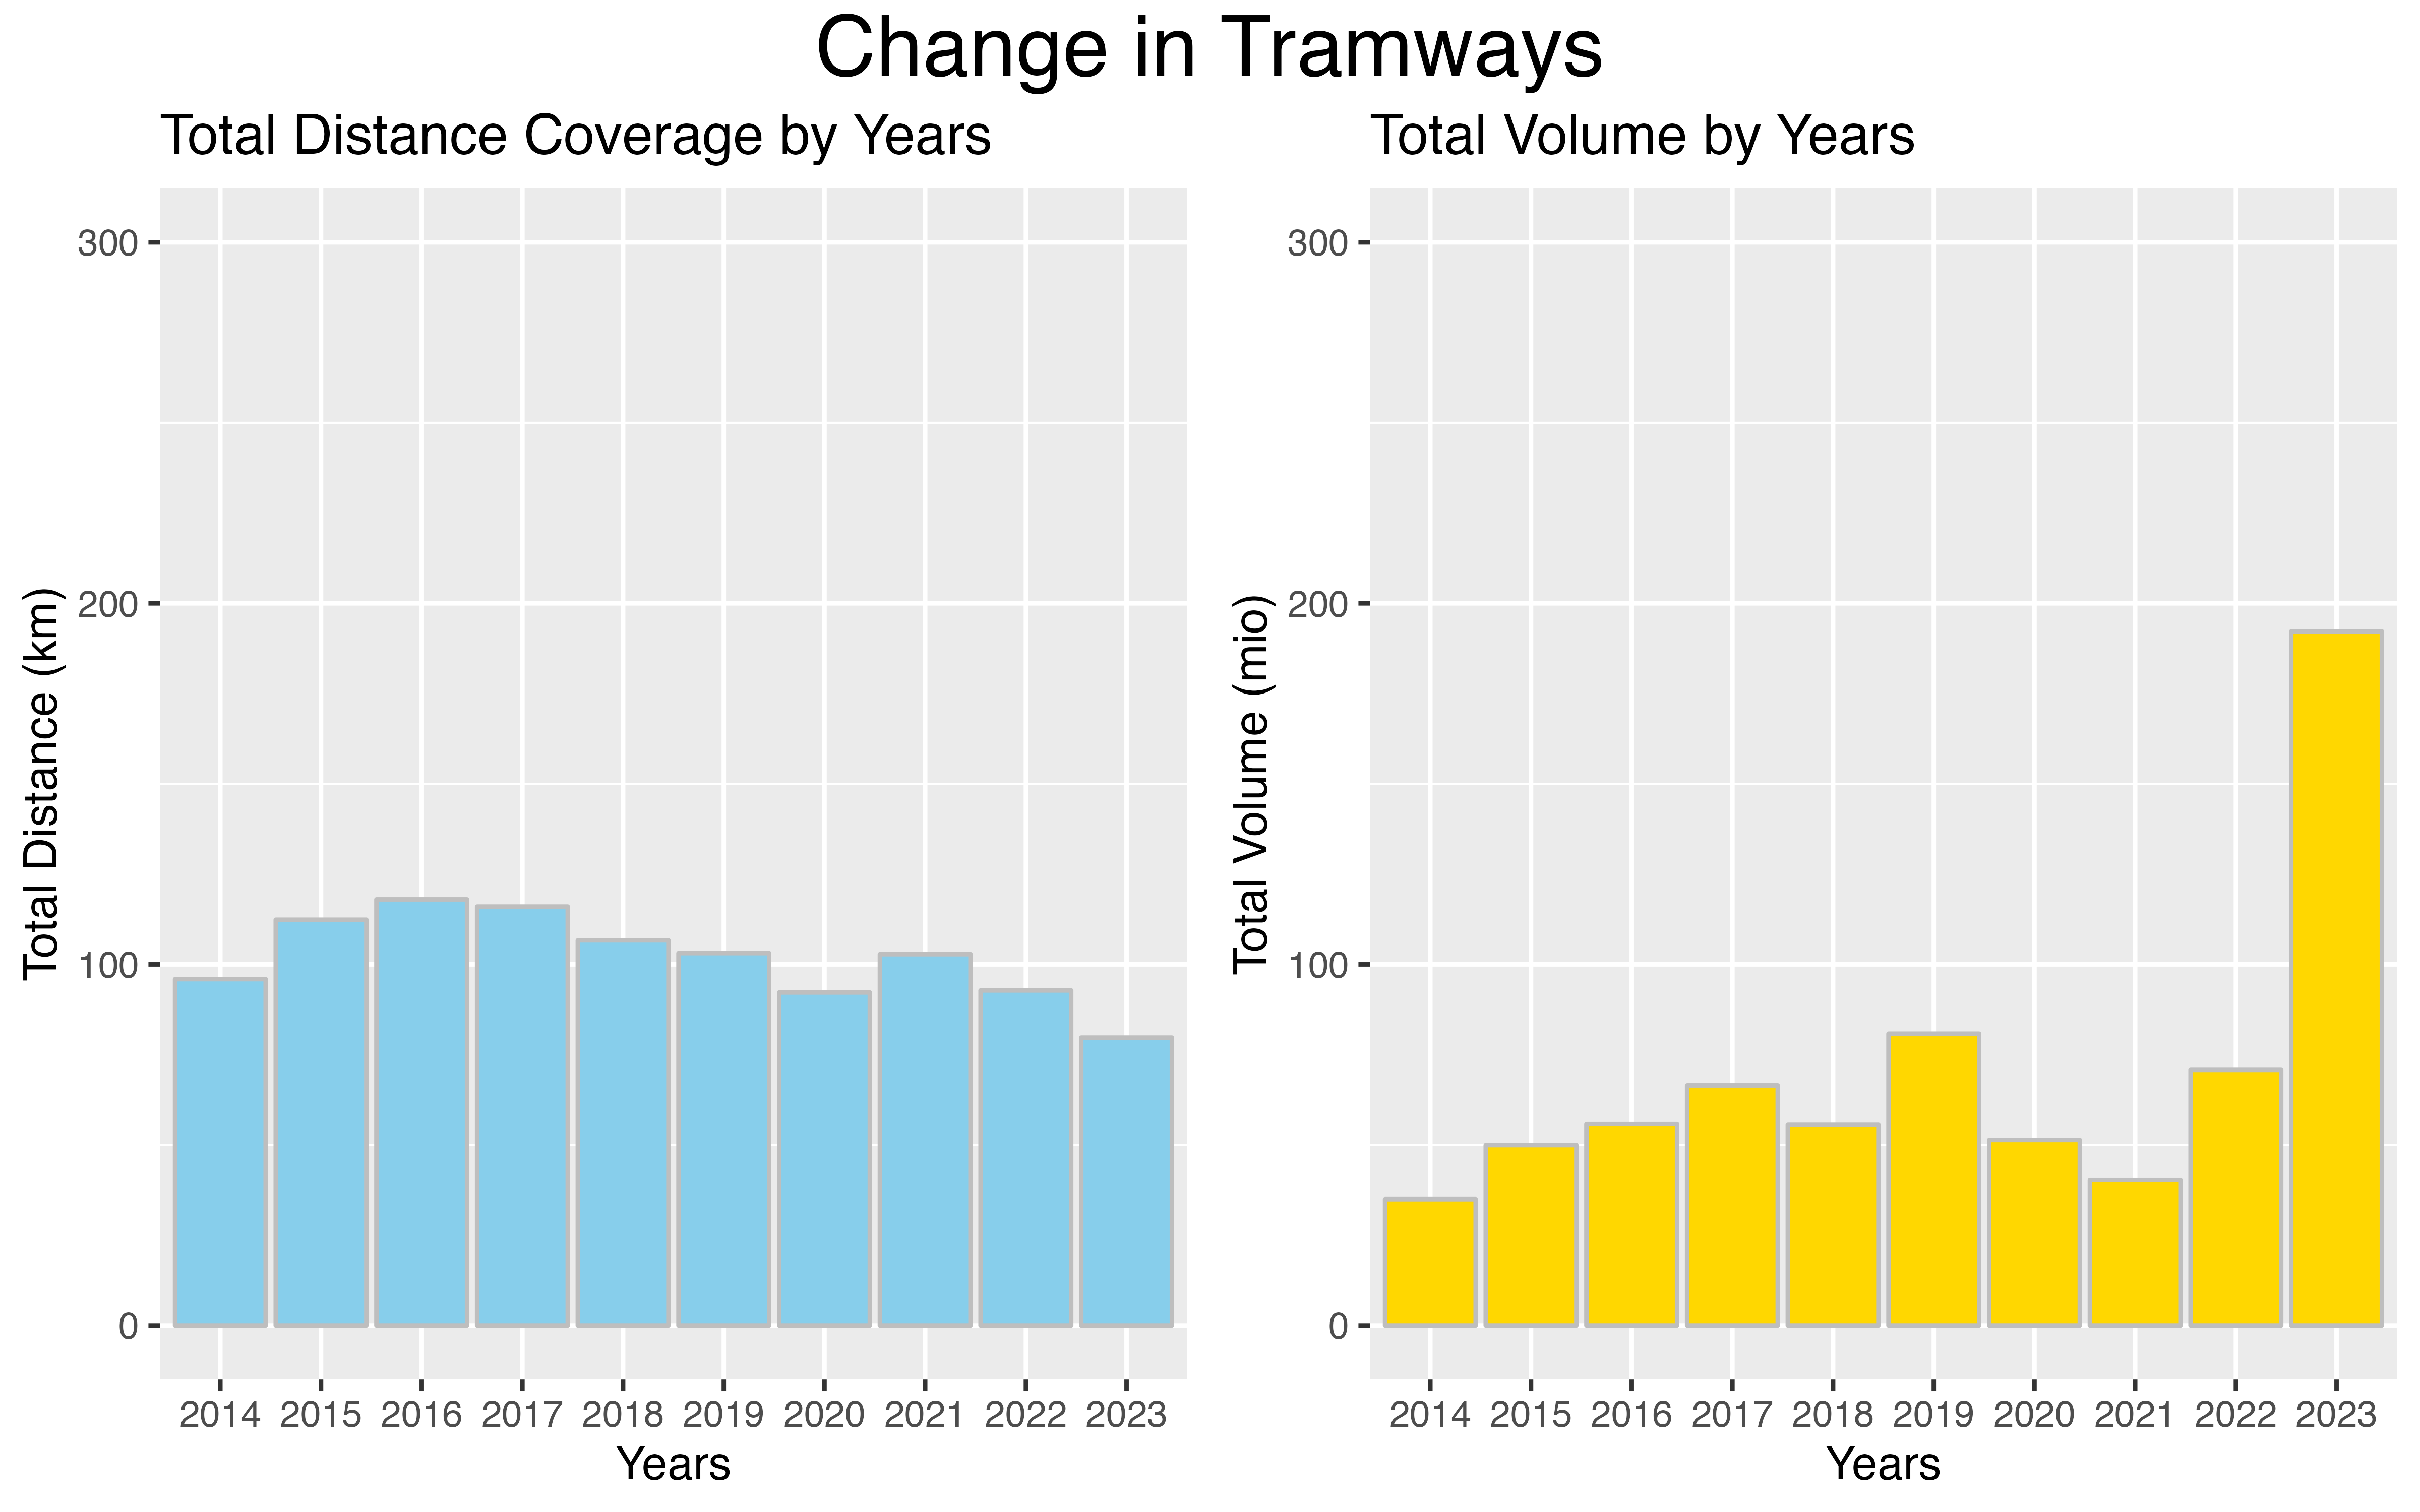 Change in Tramways
Total Distance Coverage by Years
Total Distance (km)
300
200
100
0
2014 2015 2016 2017 2018 2019 2020 2021 2022 2023
Years
Total Volume by Years
Total Volume (mio)
300
200
100
0
2014 2015 2016 2017 2018 2019 2020 2021 2022 2023
Years